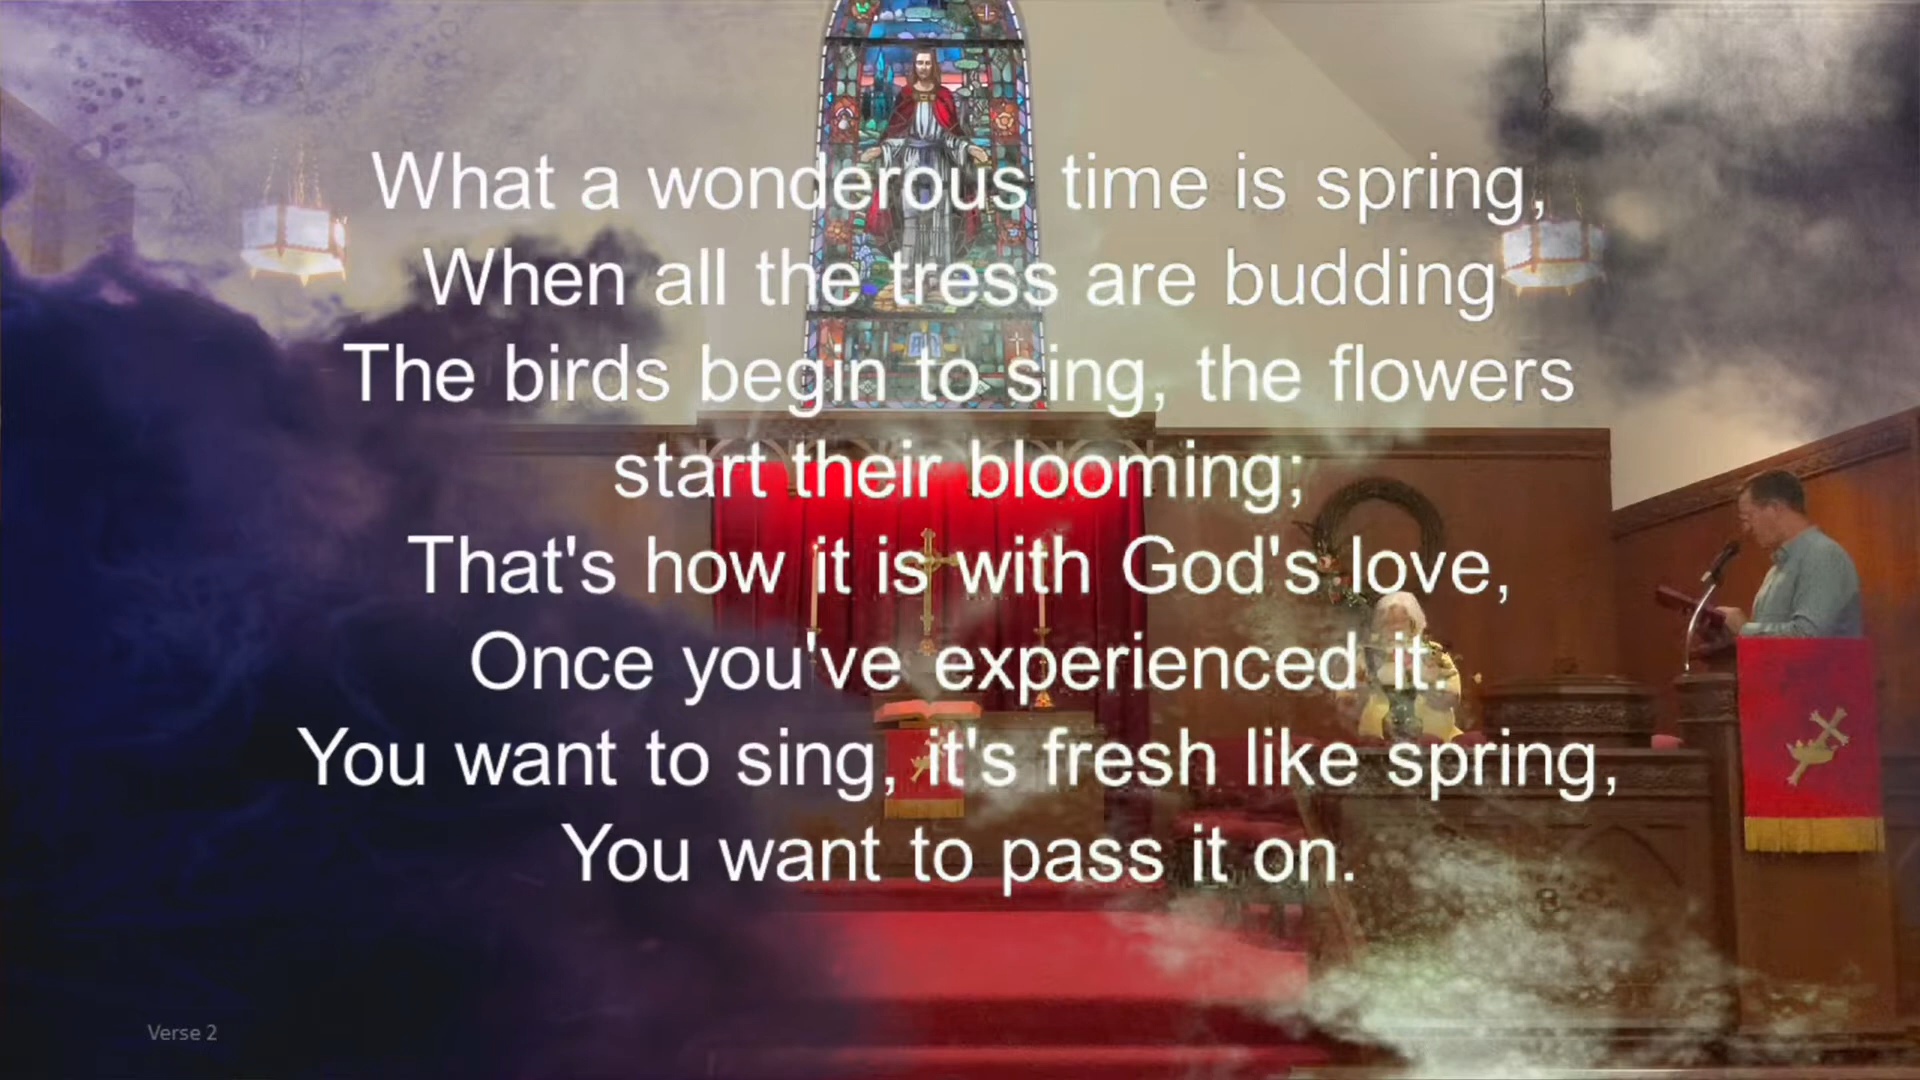 What a wonderous time is spring,
When all the tress are budding
The birds begin to sing, the flowers
start their blooming;
That's how it is with God's love,
Once you've experienced it.
You want to sing, it's fresh like spring,
You want to pass it on.
Verse 2